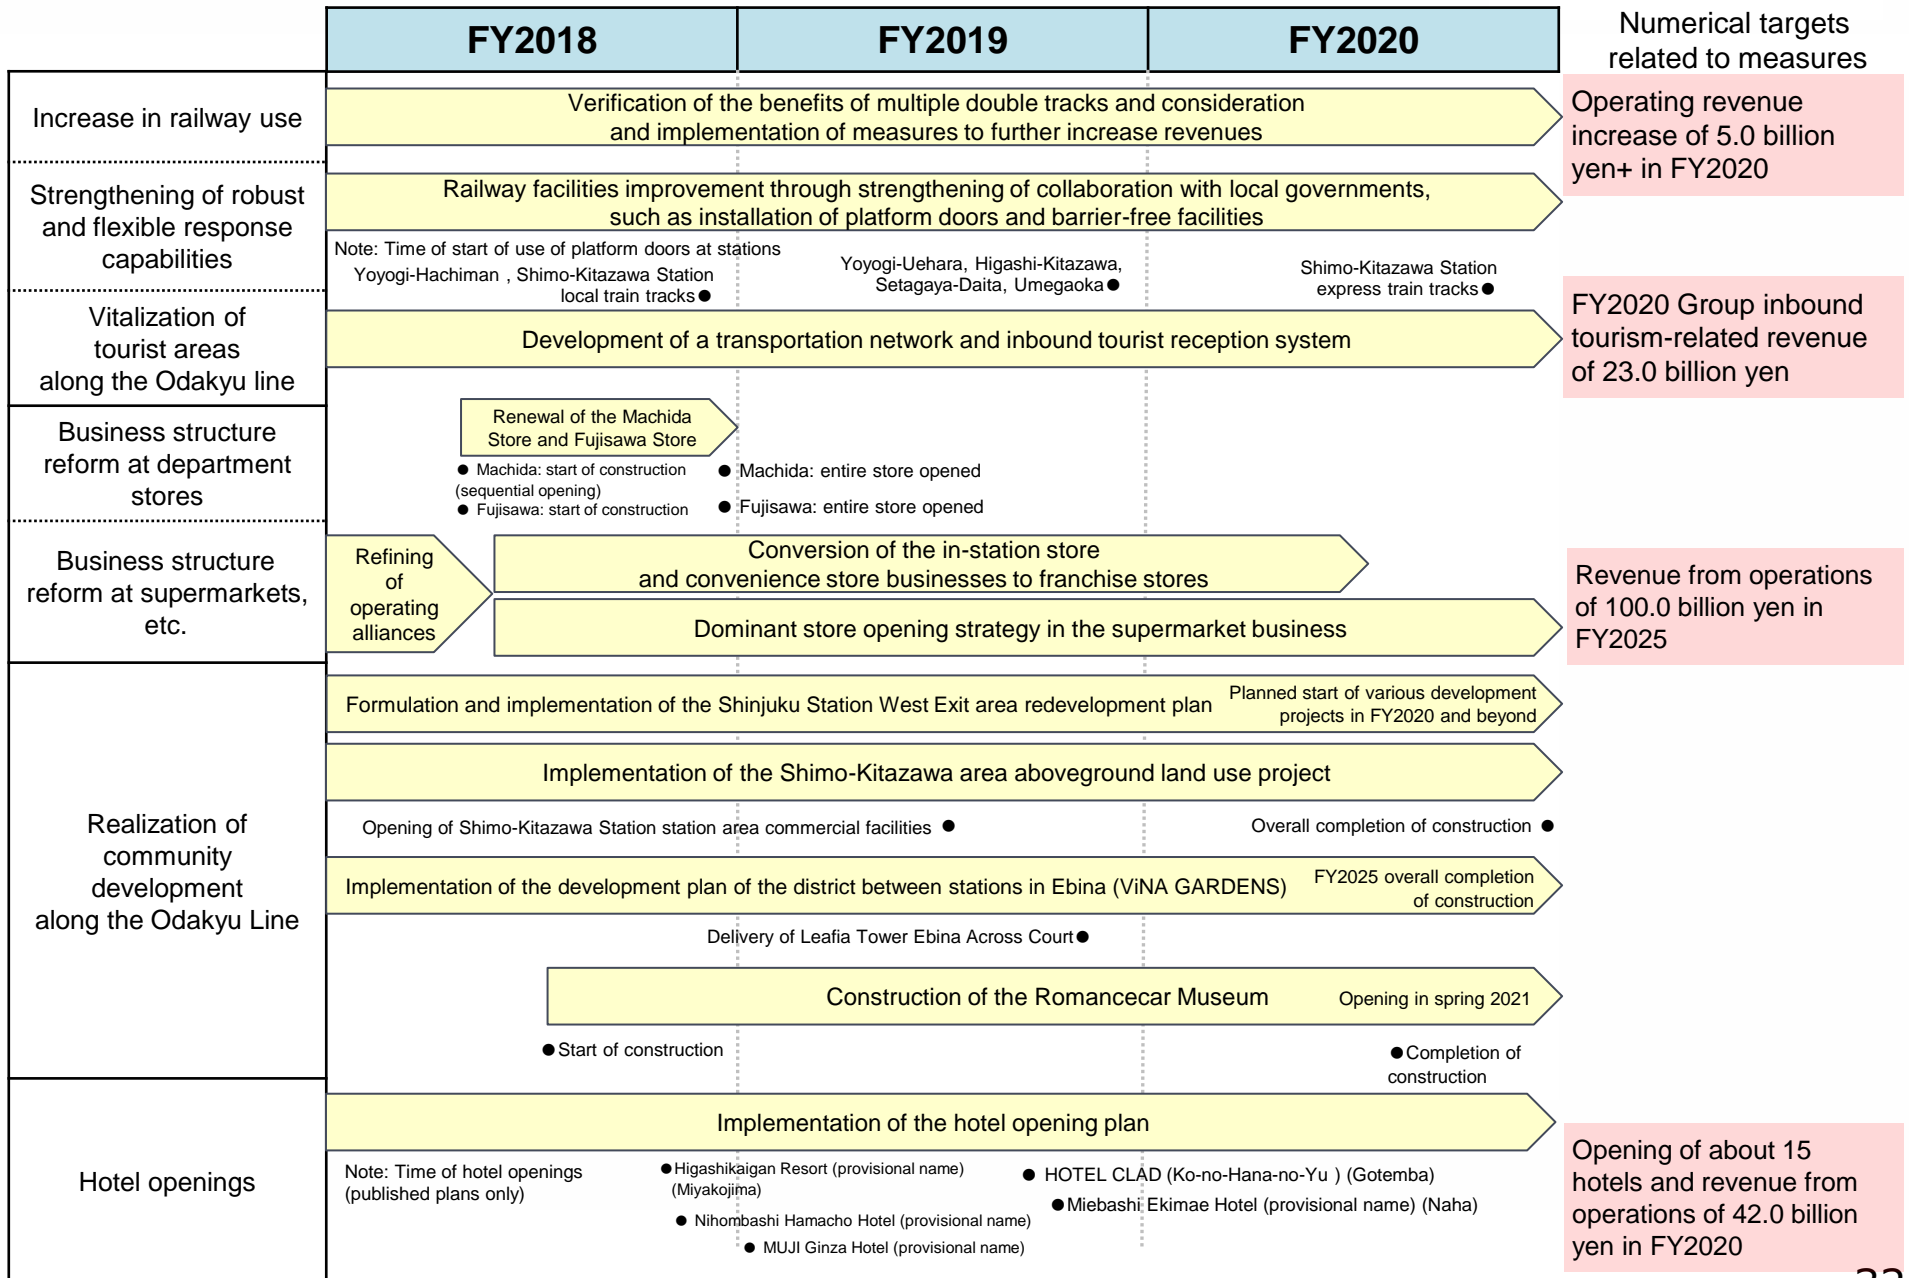 FY2018
FY2019
FY2020
Numerical targets
related to measures
Increase in railway use
Verification of the benefits of multiple double tracks and consideration
and implementation of measures to further increase revenues
Operating revenue
increase of 5.0 billion
yen+ in FY2020
Strengthening of robust
and flexible response
capabilities
Railway facilities improvement through strengthening of collaboration with local governments,
such as installation of platform doors and barrier-free facilities
Note: Time of start of use of platform doors at stations
Yoyogi-Hachiman , Shimo-Kitazawa Station
local train tracks●
Yoyogi-Uehara, Higashi-Kitazawa,
Setagaya-Daita, Umegaoka●
Shimo-Kitazawa Station
express train tracks●
Vitalization of
tourist areas
along the Odakyu line
Development of a transportation network and inbound tourist reception system
FY2020 Group inbound
tourism-related revenue
of 23.0 billion yen
Business structure
reform at department
stores
Renewal of the Machida
Store and Fujisawa Store
● Machida: start of construction
(sequential opening)
● Fujisawa: start of construction
● Machida: entire store opened
● Fujisawa: entire store opened
Business structure
reform at supermarkets,
etc.
Refining
of
operating
alliances
Conversion of the in-station store
and convenience store businesses to franchise stores
Dominant store opening strategy in the supermarket business
Revenue from operations
of 100.0 billion yen in
FY2025
Realization of
community
development
along the Odakyu Line
Formulation and implementation of the Shinjuku Station West Exit area redevelopment plan
Planned start of various development
projects in FY2020 and beyond
Implementation of the Shimo-Kitazawa area aboveground land use project
Opening of Shimo-Kitazawa Station station area commercial facilities ●
Overall completion of construction ●
Implementation of the development plan of the district between stations in Ebina (ViNA GARDENS)
FY2025 overall completion
of construction
Delivery of Leafia Tower Ebina Across Court●
Construction of the Romancecar Museum
Opening in spring 2021
●Start of construction
●Completion of
construction
Hotel openings
Implementation of the hotel opening plan
Note: Time of hotel openings
(published plans only)
●Higashikaigan Resort (provisional name)
(Miyakojima)
● Nihombashi Hamacho Hotel (provisional name)
● MUJI Ginza Hotel (provisional name)
● HOTEL CLAD (Ko-no-Hana-no-Yu ) (Gotemba)
●Miebashi Ekimae Hotel (provisional name) (Naha)
Opening of about 15
hotels and revenue from
operations of 42.0 billion
yen in FY2020